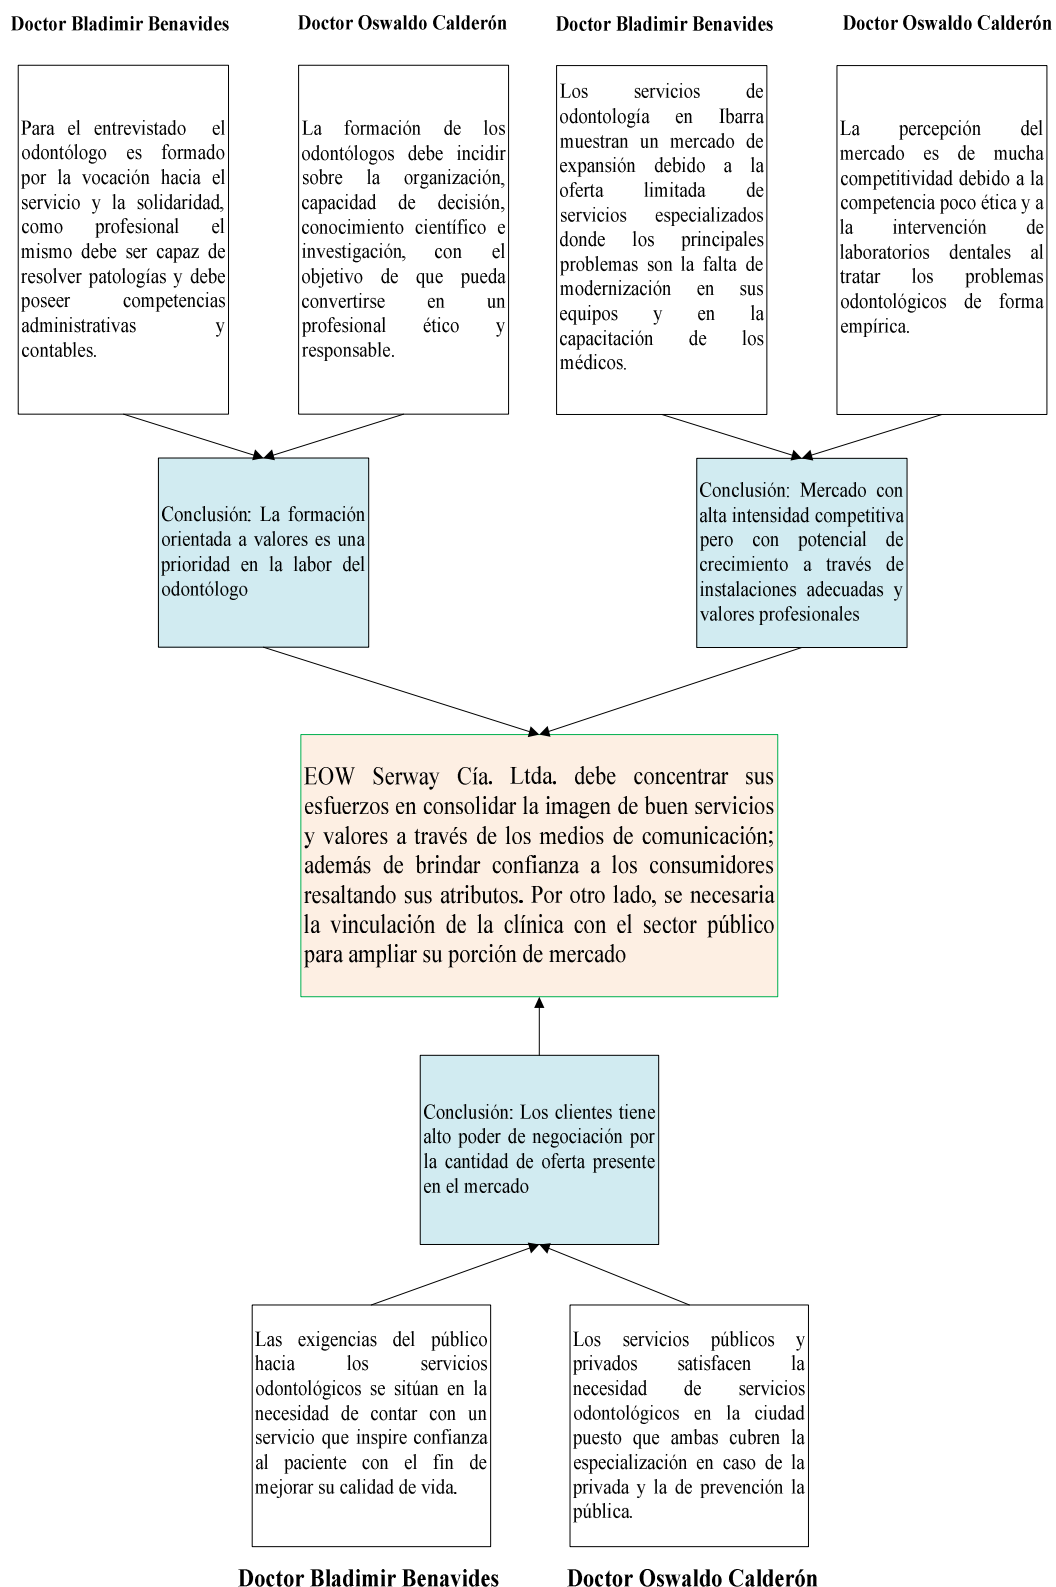 Doctor Bladimir Benavides
Doctor Oswaldo Calderón
Doctor Bladimir Benavides
Doctor Oswaldo Calderón
Para el entrevistado el
odontólogo es formado
por la vocación hacia el
servicio y la solidaridad,
como profesional el
mismo debe ser capaz de
resolver patologías y debe
poseer competencias
administrativas y
contables.
La formación de los
odontólogos debe incidir
sobre la organización,
capacidad de decisión,
conocimiento científico e
investigación, con el
objetivo de que pueda
convertirse en un
profesional ético y
responsable.
Los servicios de
odontología en Ibarra
muestran un mercado de
expansión debido a la
oferta limitada de
servicios especializados
donde los principales
problemas son la falta de
modernización en sus
equipos y en la
capacitación de los
médicos.
La percepción del
mercado es de mucha
competitividad debido a la
competencia poco ética y a
la intervención de
laboratorios dentales al
tratar los problemas
odontológicos de forma
empírica.
Conclusión: La formación
orientada a valores es una
prioridad en la labor del
odontólogo
Conclusión: Mercado con
alta intensidad competitiva
pero con potencial de
crecimiento a través de
instalaciones adecuadas y
valores profesionales
EOW Serway Cía. Ltda. debe concentrar sus
esfuerzos en consolidar la imagen de buen servicios
y valores a través de los medios de comunicación;
además de brindar confianza a los consumidores
resaltando sus atributos. Por otro lado, se necesaria
la vinculación de la clínica con el sector público
para ampliar su porción de mercado
Conclusión: Los clientes tiene
alto poder de negociación por
la cantidad de oferta presente
en el mercado
Las exigencias del público
hacia los servicios
odontológicos se sitúan en la
necesidad de contar con un
servicio que inspire confianza
al paciente con el fin de
mejorar su calidad de vida.
Los servicios públicos y
privados satisfacen la
necesidad de servicios
odontológicos en la ciudad
puesto que ambas cubren la
especialización en caso de la
privada y la de prevención la
pública.
Doctor Bladimir Benavides
Doctor Oswaldo Calderón